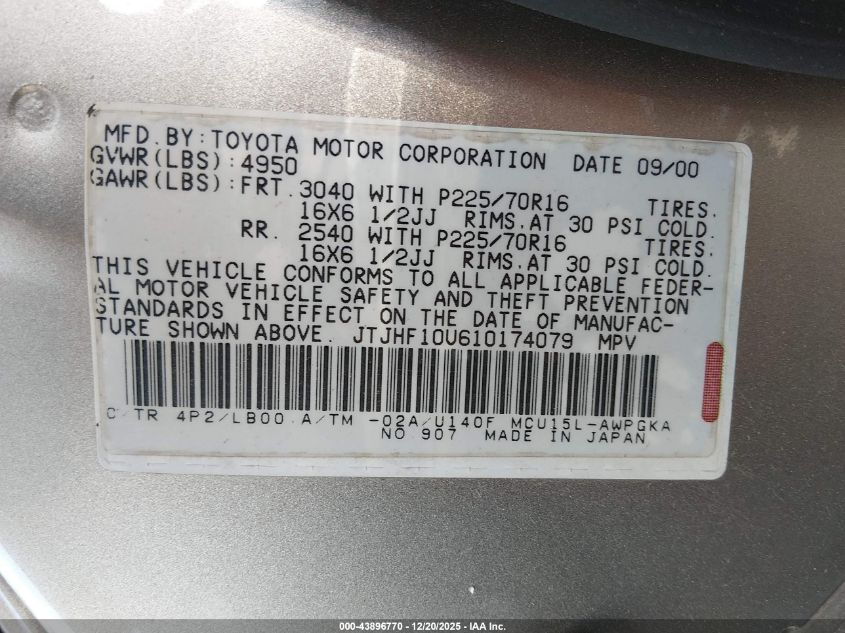 MFD. BY: TOYOTA MOTOR CORPORATION DATE 09/00
GVWR(LBS): 4950
GAWR(LBS): FRT. 3040 WITH P225/70R16 TIRES.
16X6 1/2JJ RIMS. AT 30 PSI COLD.
RR. 2540 WITH P225/70R16 TIRES.
16X6 1/2JJ RIMS. AT 30 PSI COLD.
THIS VEHICLE CONFORMS TO ALL APPLICABLE FEDER-
AL MOTOR VEHICLE SAFETY AND THEFT PREVENTION
STANDARDS IN EFFECT ON THE DATE OF MANUFAC-
TURE SHOWN ABOVE. JTJHF10U610174079 MPV
C/TR 4P2/LB00 A/TM -02A/U140F MCU15L-AWPGKA
NO.907 MADE IN JAPAN
000-43896770 - 12/20/2025 - IAA Inc.